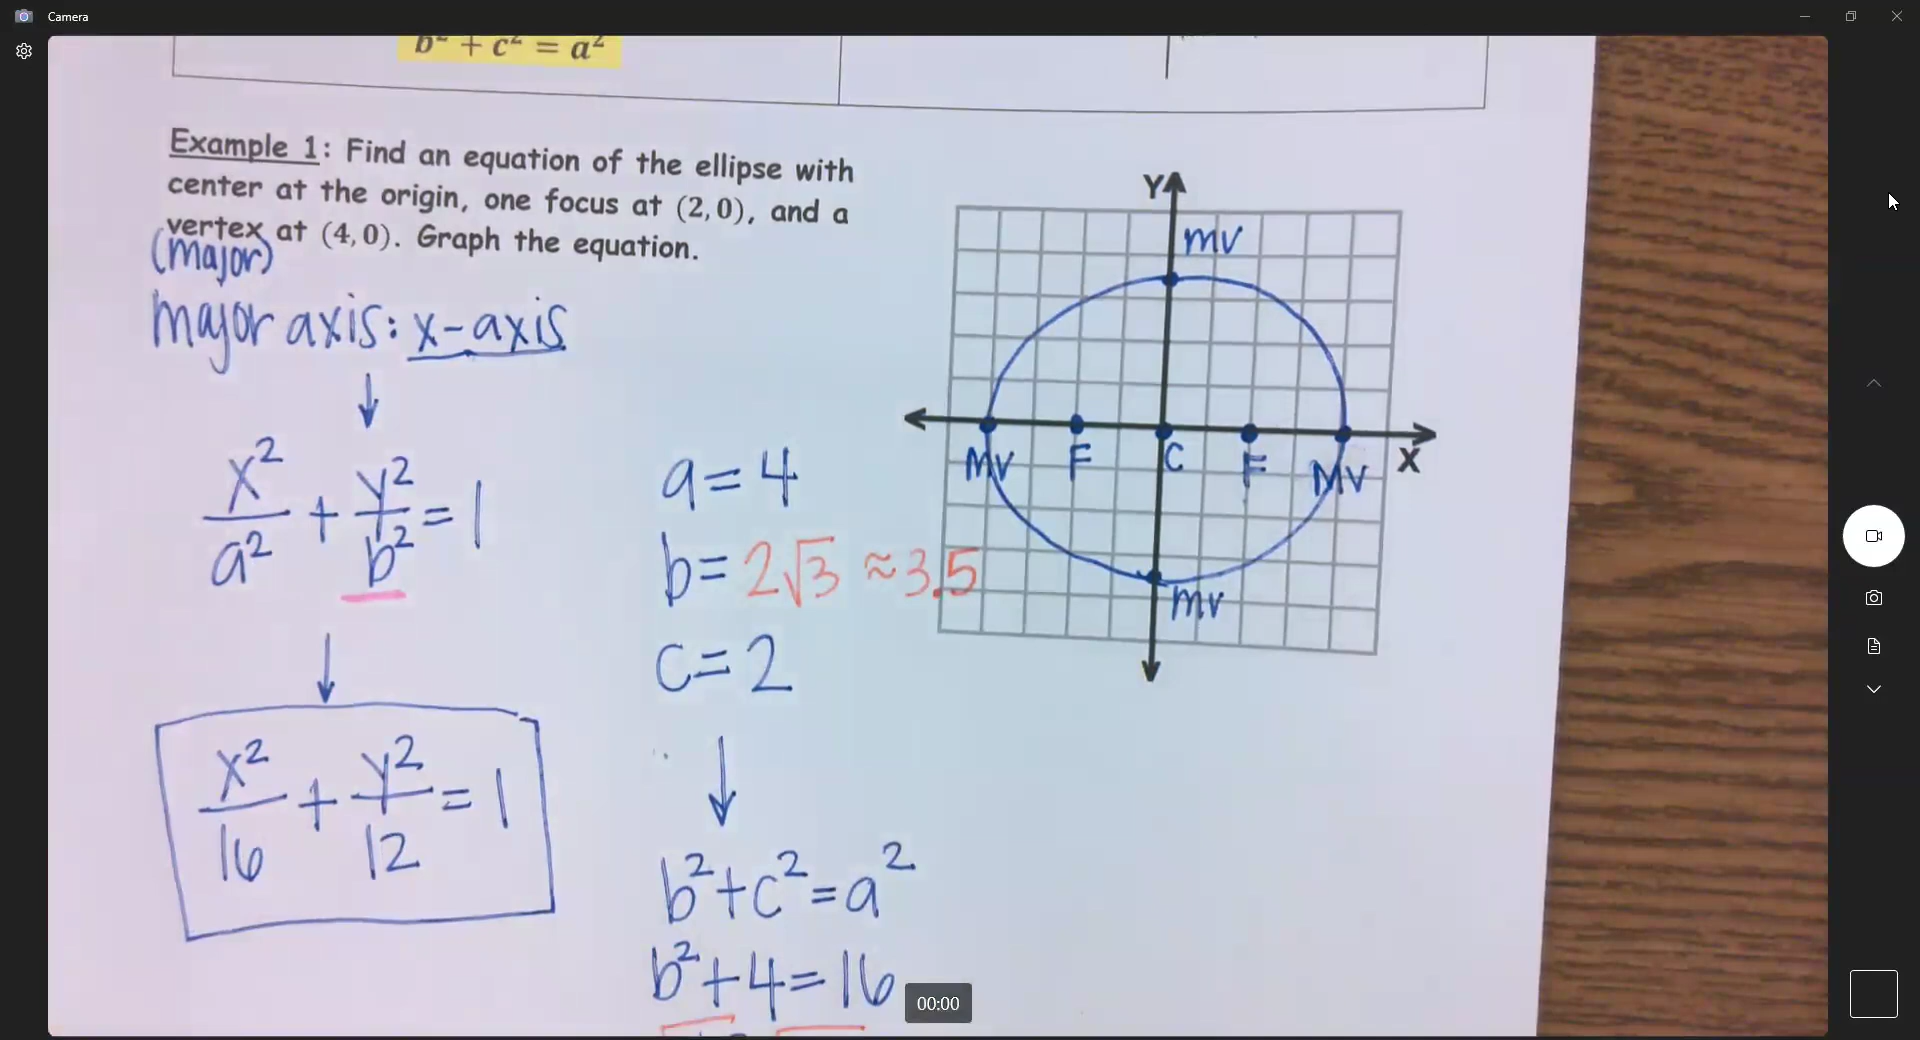 Camera
b² + c² = a²
Example 1: Find an equation of the ellipse with
center at the origin, one focus at (2, 0), and a
vertex at (4, 0). Graph the equation.
(major)
major axis: x-axis
x²/a² + y²/b² = 1
x²/16 + y²/12 = 1
a = 4
b = 2√3 ≈ 3.5
c = 2
b² + c² = a²
b² + 4 = 16
Y
mv
MV
F
C
F
MV
X
mv
00:00